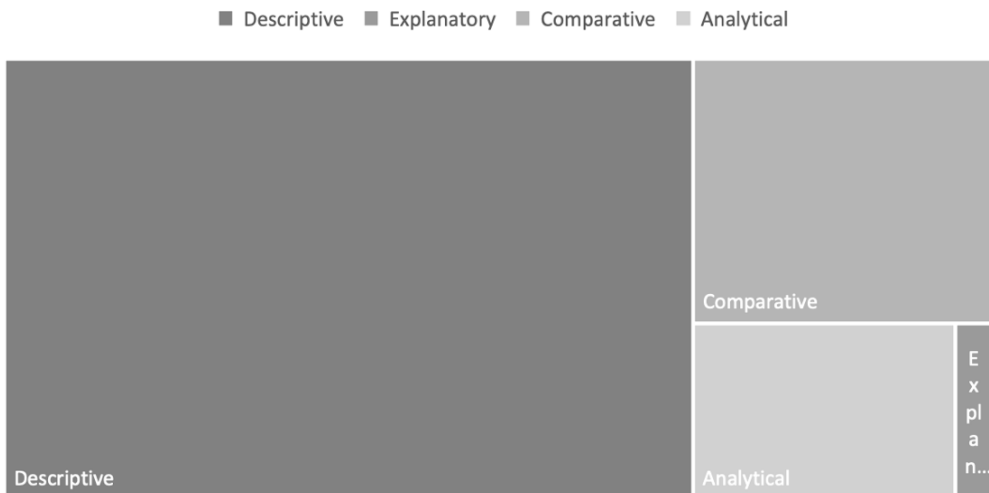 Descriptive Explanatory Comparative Analytical
Comparative
E
x
pl
a
n...
Descriptive
Analytical